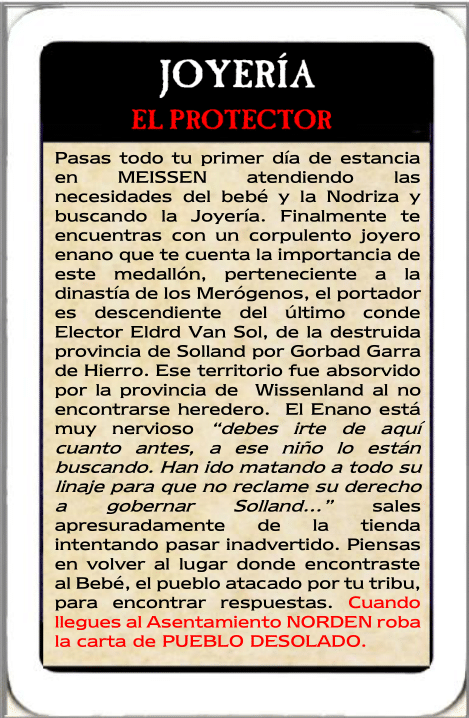 JOYERÍA
EL PROTECTOR
Pasas todo tu primer día de estancia
en MEISSEN atendiendo las
necesidades del bebé y la Nodriza y
buscando la Joyería. Finalmente te
encuentras con un corpulento joyero
enano que te cuenta la importancia de
este medallón, perteneciente a la
dinastía de los Merógenos, el portador
es descendiente del último conde
Elector Eldrd Van Sol, de la destruida
provincia de Solland por Gorbad Garra
de Hierro. Ese territorio fue absorvido
por la provincia de Wissenland al no
encontrarse heredero. El Enano está
muy nervioso “debes irte de aquí
cuanto antes, a ese niño lo están
buscando. Han ido matando a todo su
linaje para que no reclame su derecho
a gobernar Solland...” sales
apresuradamente de la tienda
intentando pasar inadvertido. Piensas
en volver al lugar donde encontraste
al Bebé, el pueblo atacado por tu tribu,
para encontrar respuestas. Cuando
llegues al Asentamiento NORDEN roba
la carta de PUEBLO DESOLADO.